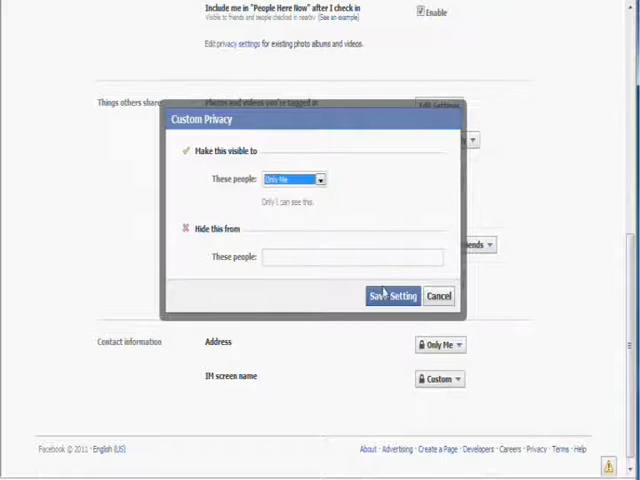 Include me in "People Here Now" after I check in
Enable
Visible to friends and people checked in nearby (See an example)
Edit privacy settings for existing photo albums and videos.
Things others share
Photos and videos you're tagged in
Edit Settings
Custom Privacy
Make this visible to
These people:
Only Me
Only I can see this.
Hide this from
These people:
Save Setting
Cancel
Contact information
Address
Only Me
IM screen name
Custom
Facebook © 2011 · English (US)
About · Advertising · Create a Page · Developers · Careers · Privacy · Terms · Help